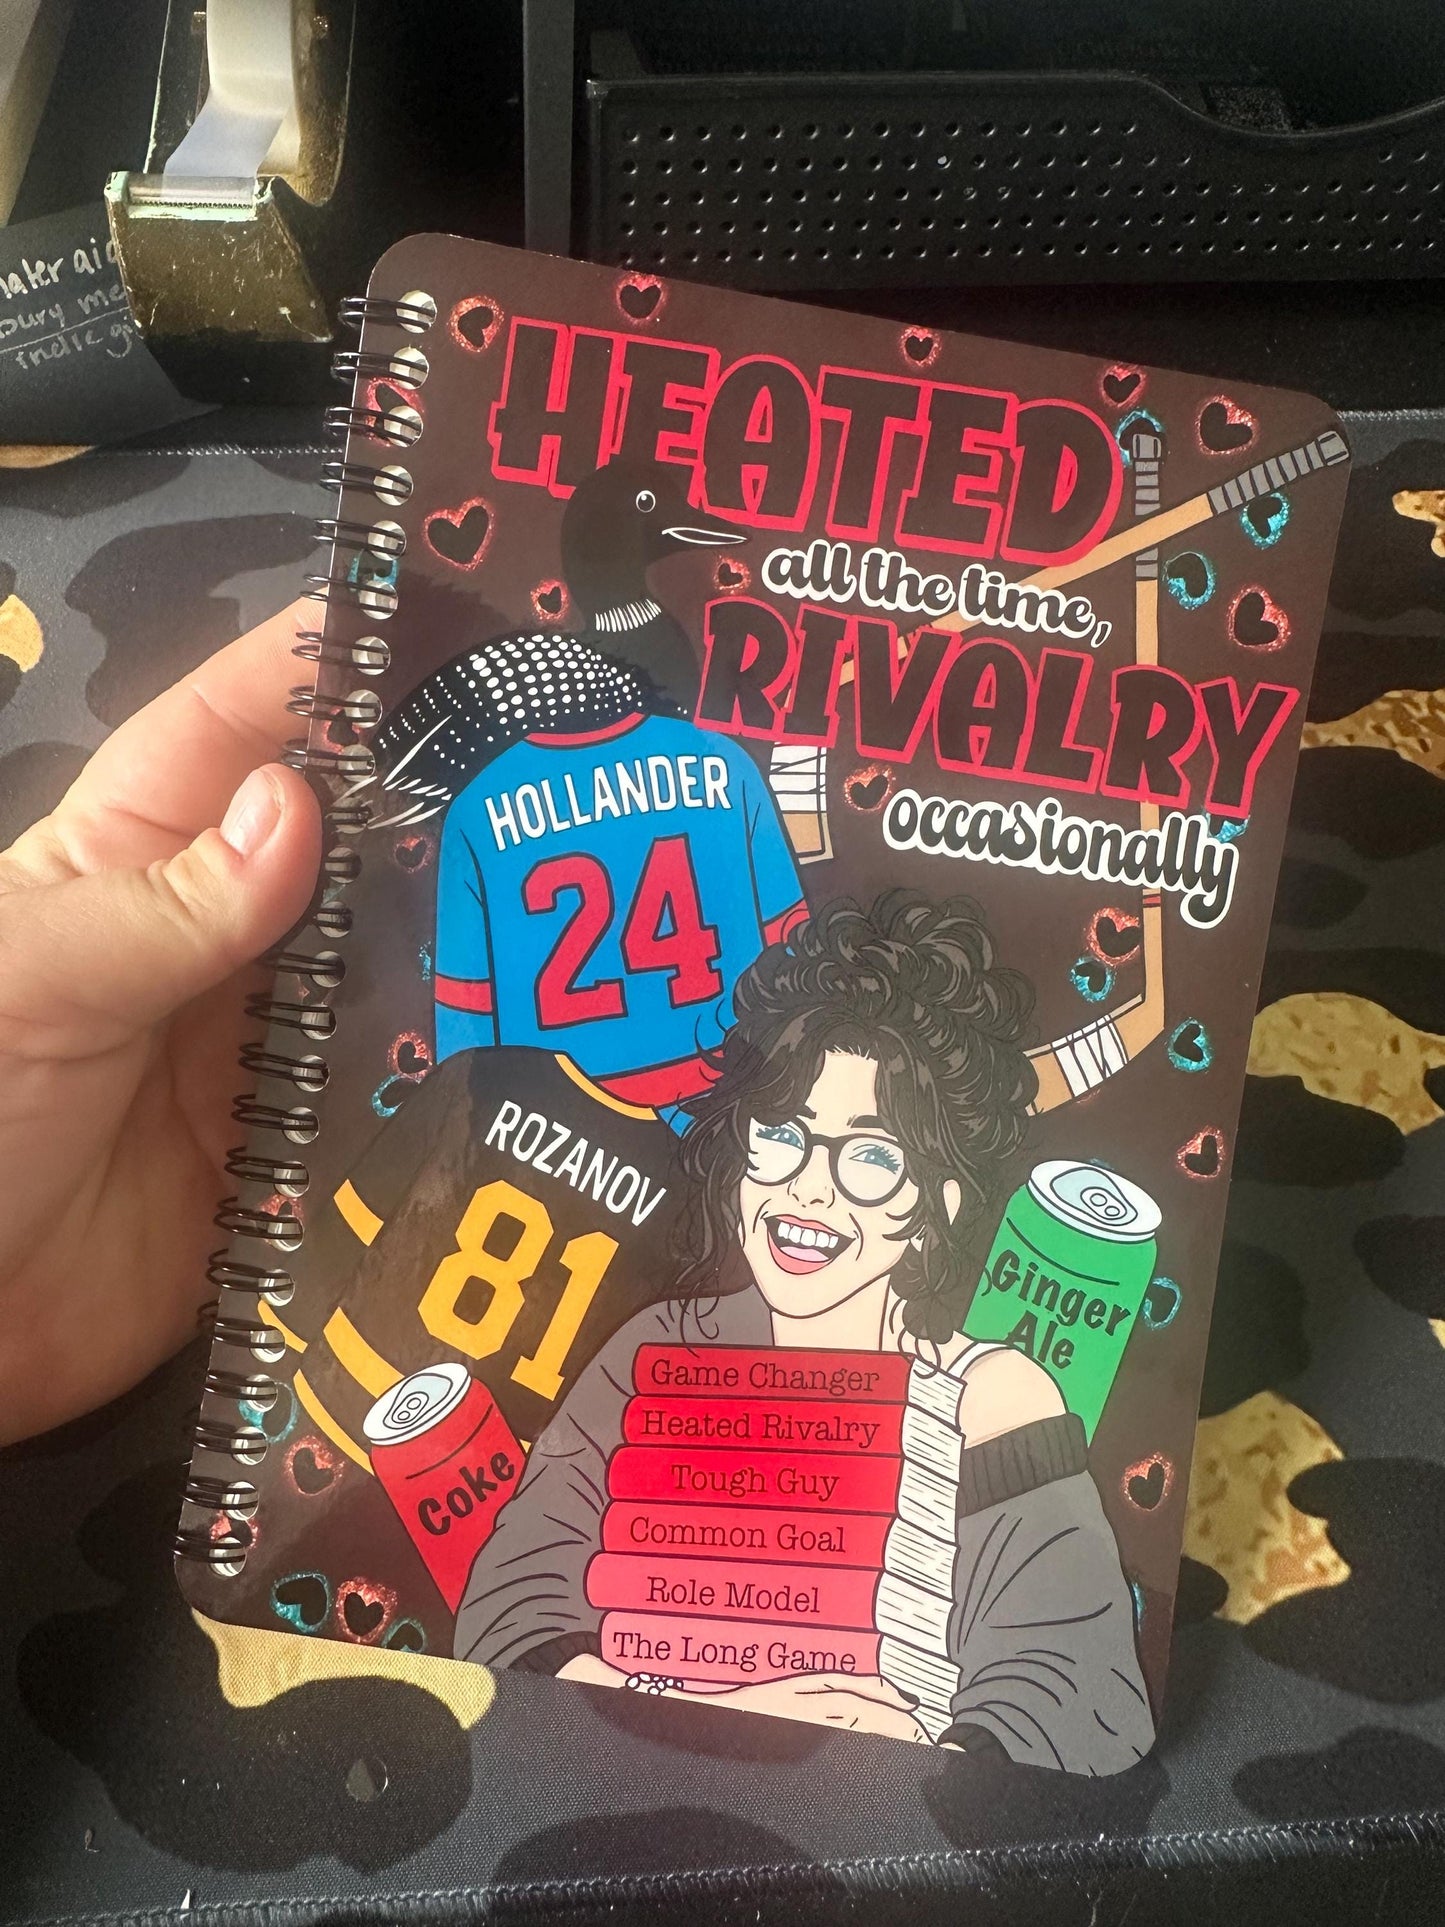 HEATED
all the time,
RIVALRY
occasionally
HOLLANDER
24
ROZANOV
81
Ginger
Ale
Coke
Game Changer
Heated Rivalry
Tough Guy
Common Goal
Role Model
The Long Game